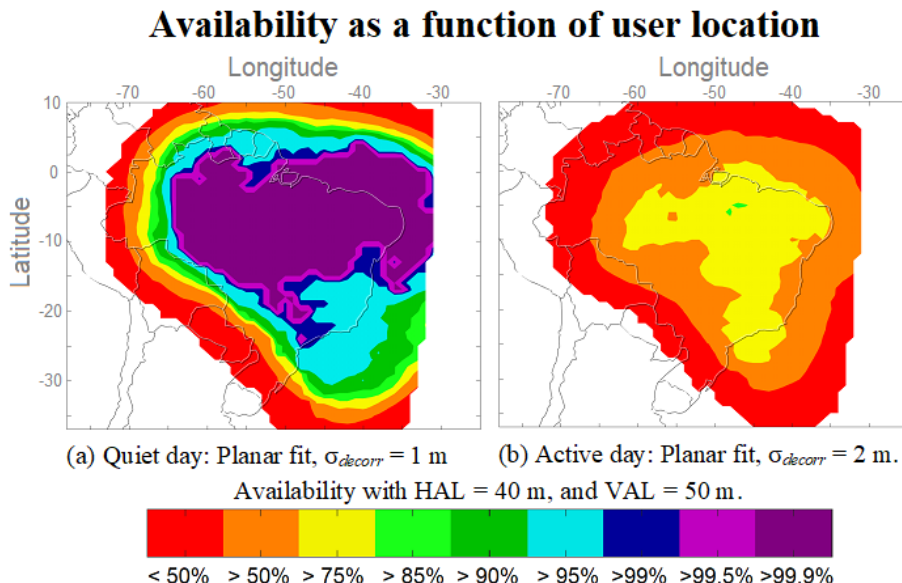 Availability as a function of user location
Longitude
Longitude
-70 -60 -50 -40 -30
-70 -60 -50 -40 -30
Latitude
10
0
-10
-20
-30
(a) Quiet day: Planar fit, σdecorr = 1 m
(b) Active day: Planar fit, σdecorr = 2 m.
Availability with HAL = 40 m, and VAL = 50 m.
< 50% > 50% > 75% > 85% > 90% > 95% >99% >99.5% >99.9%